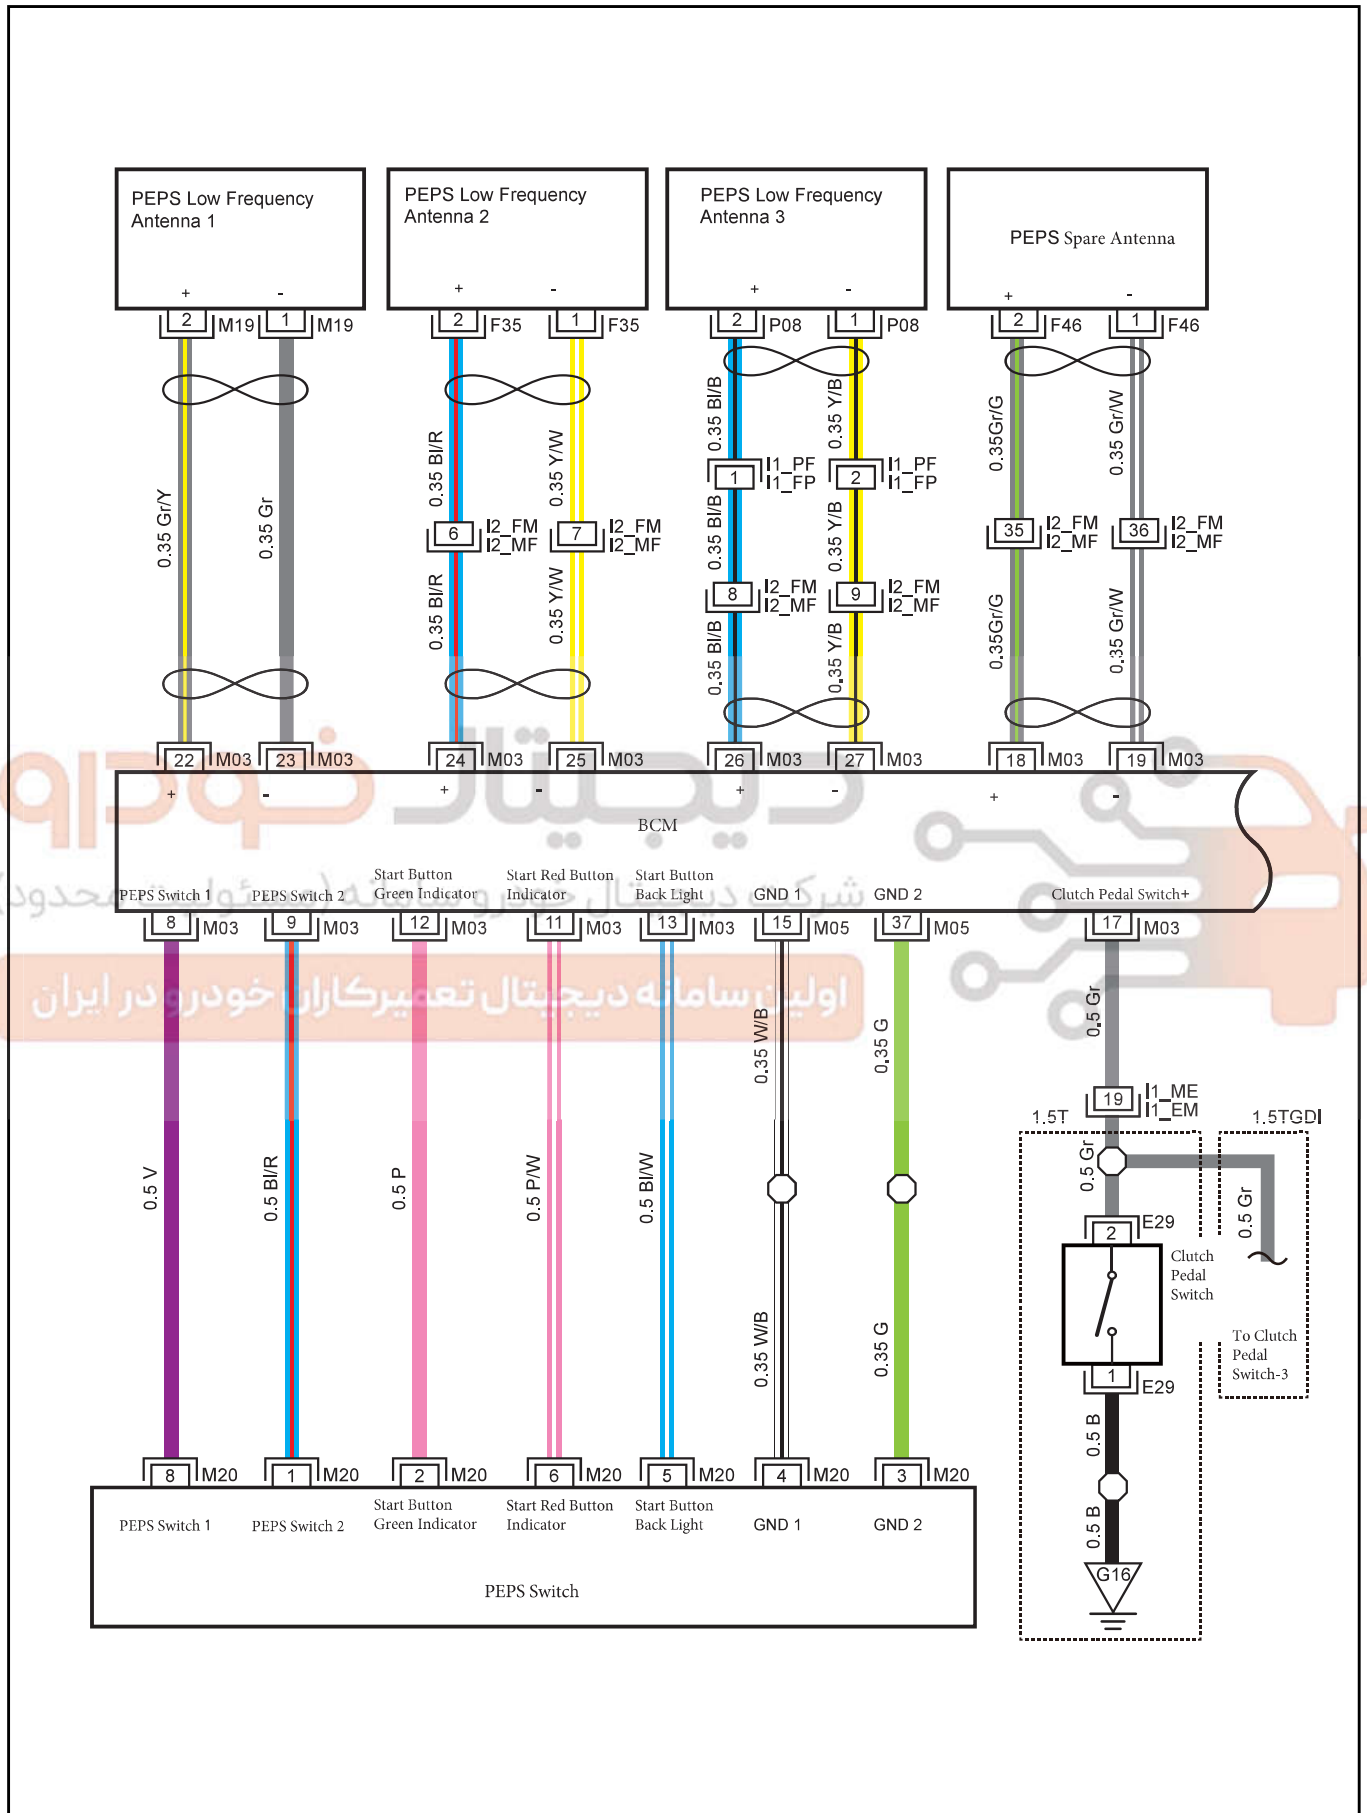 PEPS Low Frequency
Antenna 1
PEPS Low Frequency
Antenna 2
PEPS Low Frequency
Antenna 3
PEPS Spare Antenna
+ - + - + - + -
2 M19 1 M19 2 F35 1 F35 2 P08 1 P08 2 F46 1 F46
0.35 Gr/Y
0.35 Gr
0.35 Bl/R
0.35 Y/W
0.35 Bl/B
0.35 Y/B
0.35Gr/G
0.35 Gr/W
1 I1_PF
I1_FP
2 I1_PF
I1_FP
0.35 Bl/B
0.35 Y/B
6 I2_FM
I2_MF
7 I2_FM
I2_MF
35 I2_FM
I2_MF
36 I2_FM
I2_MF
8 I2_FM
I2_MF
9 I2_FM
I2_MF
0.35 Bl/R
0.35 Y/W
0.35 Bl/B
0.35 Y/B
0.35Gr/G
0.35 Gr/W
22 M03 23 M03 24 M03 25 M03 26 M03 27 M03 18 M03 19 M03
+ - + - + - + -
دیجیتال خودرو
BCM
شرکت دیجیتال خودرو سامانه (مسئولیت محدود)
PEPS Switch 1
PEPS Switch 2
Start Button
Green Indicator
Start Red Button
Indicator
Start Button
Back Light
GND 1
GND 2
Clutch Pedal Switch+
8 M03 9 M03 12 M03 11 M03 13 M03 15 M05 37 M05 17 M03
اولین سامانه دیجیتال تعمیرکاران خودرو در ایران
0.35 W/B
0.35 G
0.5 Gr
19 I1_ME
I1_EM
1.5T
1.5TGDI
0.5 V
0.5 Bl/R
0.5 P
0.5 P/W
0.5 Bl/W
0.5 Gr
0.5 Gr
2 E29
Clutch
Pedal
Switch
To Clutch
Pedal
Switch-3
0.35 W/B
0.35 G
1 E29
0.5 B
0.5 B
G16
8 M20 1 M20 2 M20 6 M20 5 M20 4 M20 3 M20
PEPS Switch 1
PEPS Switch 2
Start Button
Green Indicator
Start Red Button
Indicator
Start Button
Back Light
GND 1
GND 2
PEPS Switch